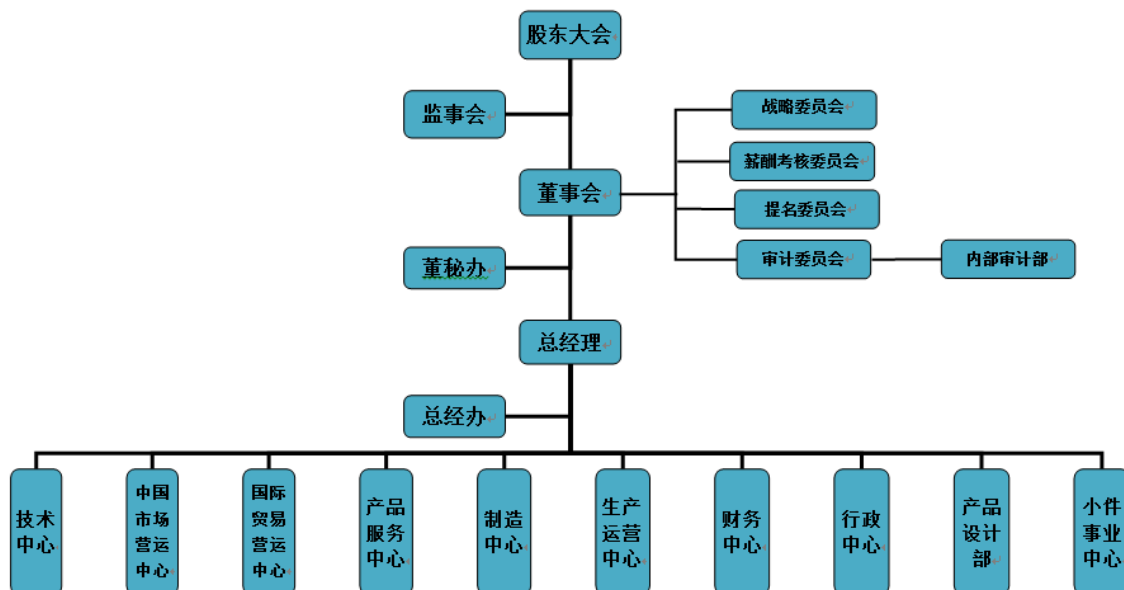 股东大会
监事会
战略委员会
薪酬考核委员会
董事会
提名委员会
董秘办
审计委员会
内部审计部
总经理
总经办
技术
中心
中国
市场
营运
中心
国际
贸易
营运
中心
产品
服务
中心
制造
中心
生产
运营
中心
财务
中心
行政
中心
产品
设计
部
小件
事业
中心